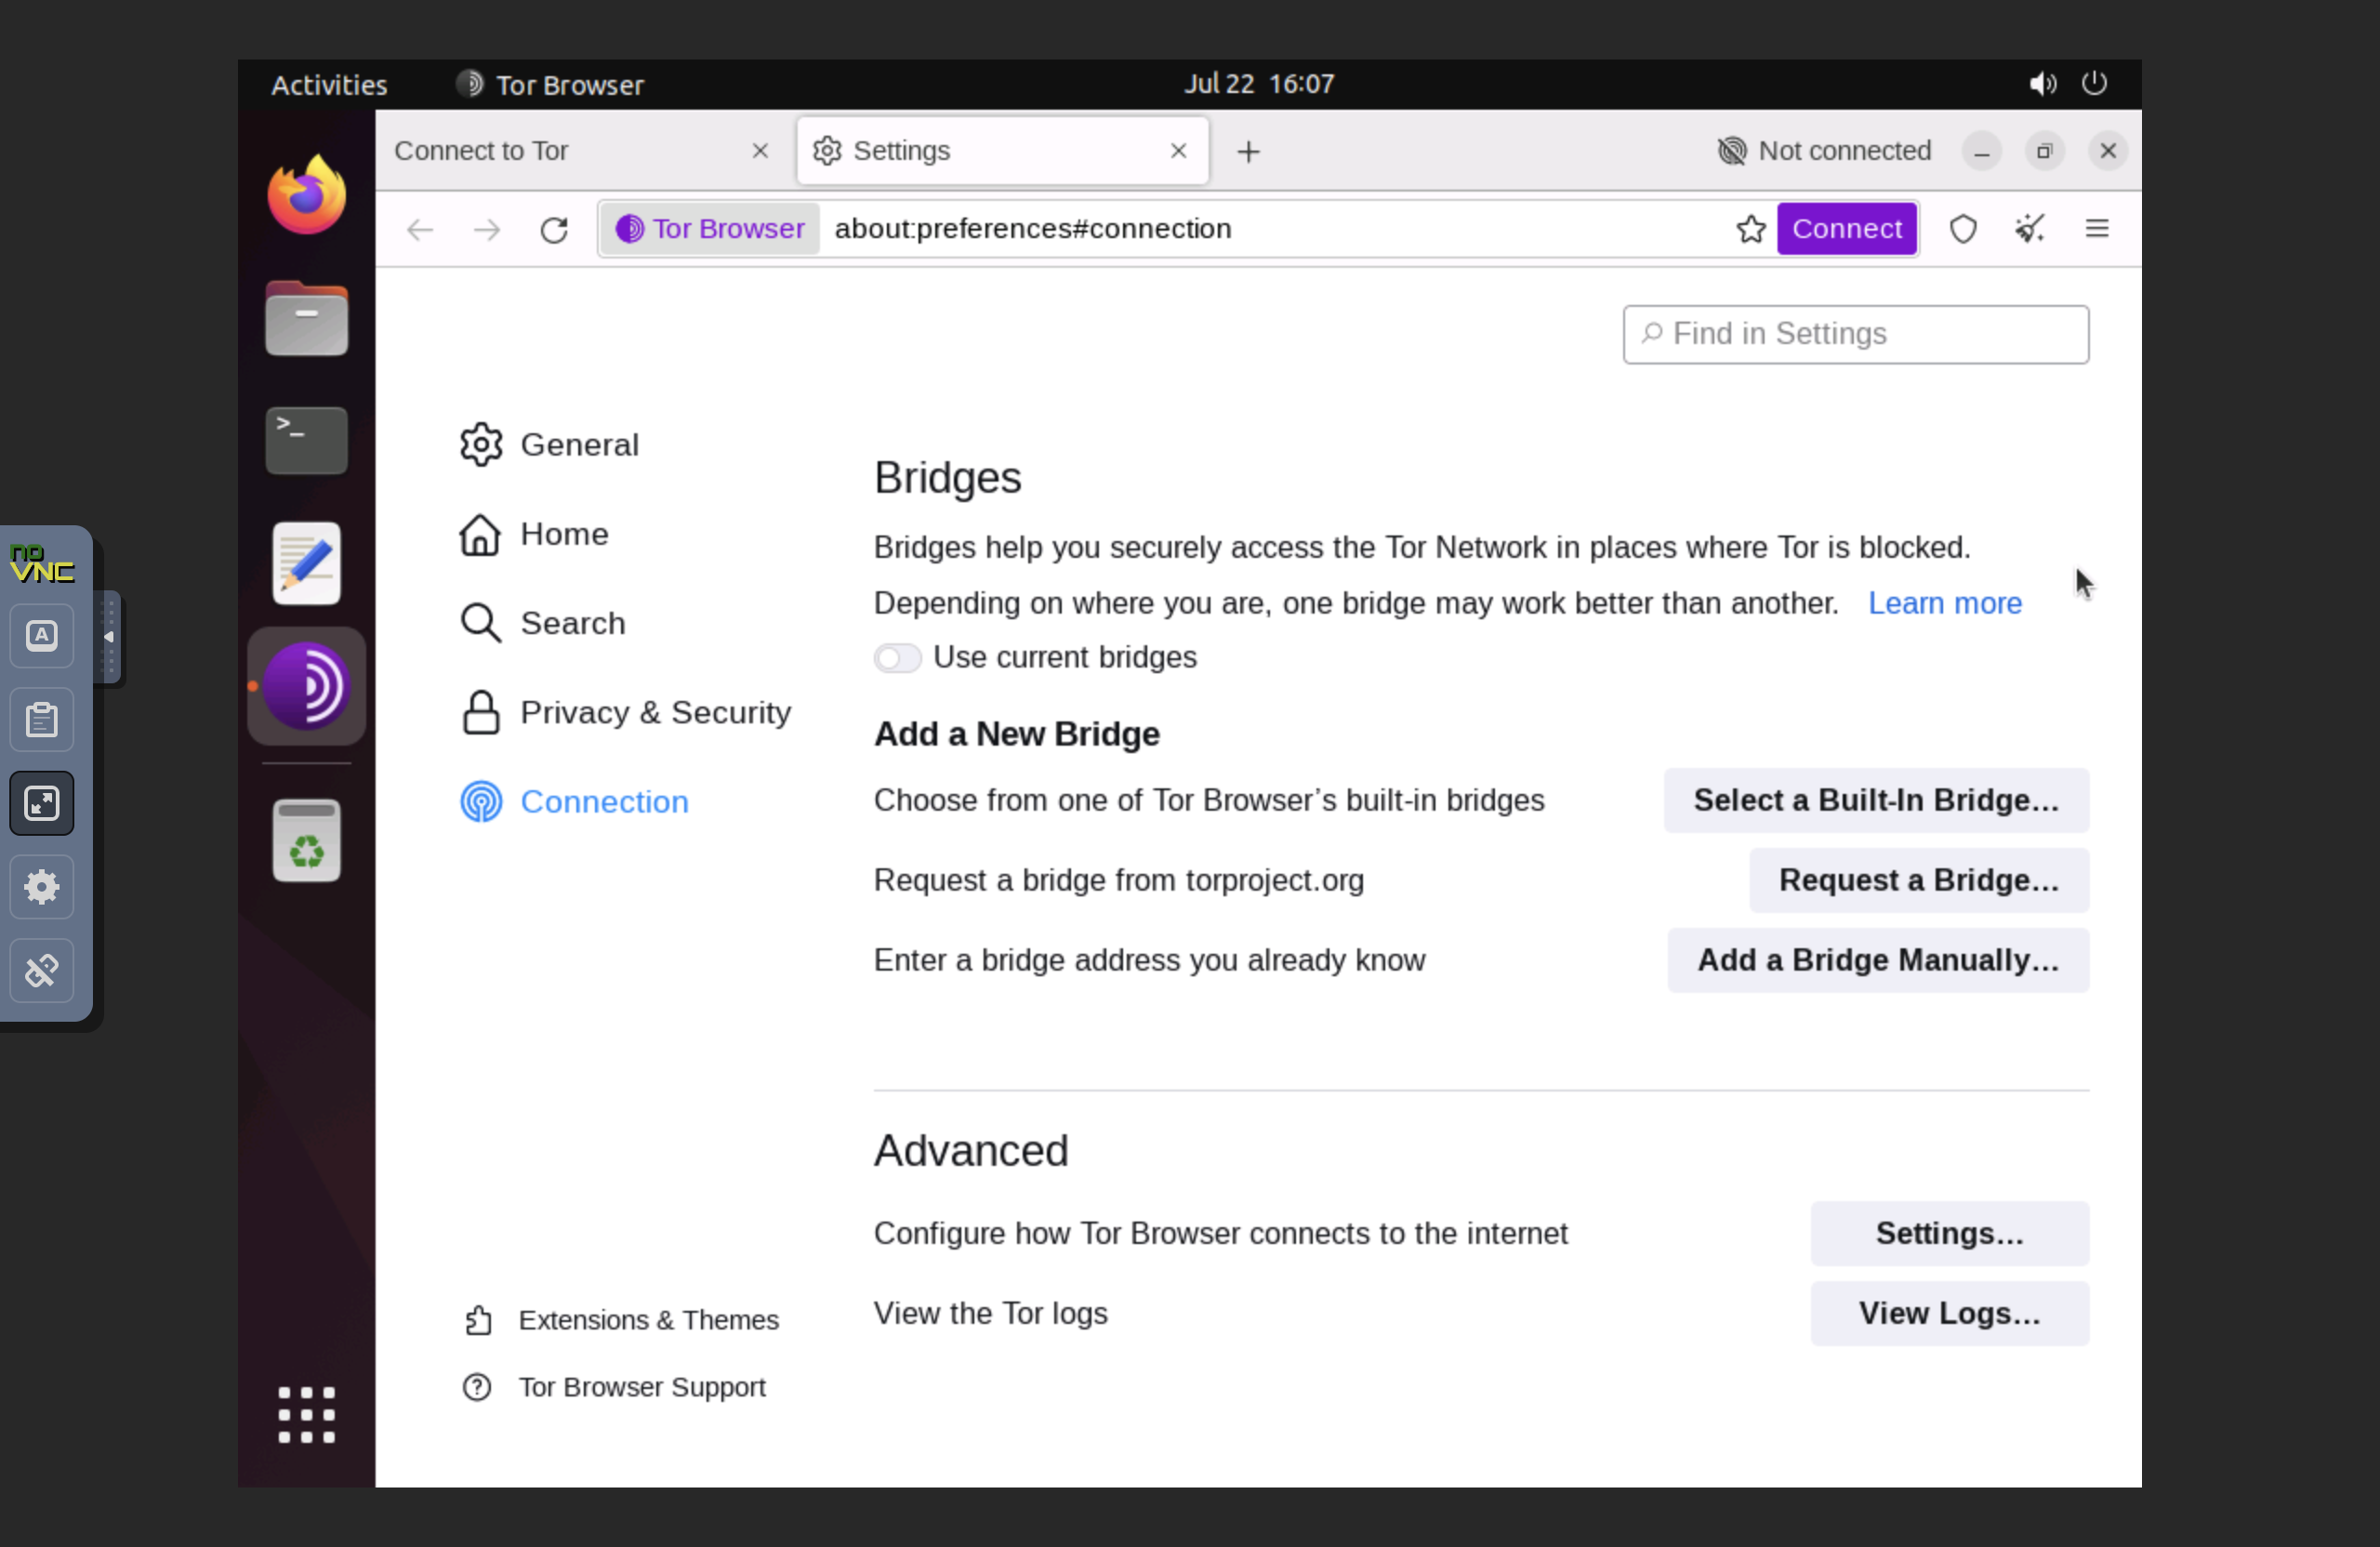 Activities
Tor Browser
Jul 22 16:07
Connect to Tor
Settings
Not connected
Tor Browser
about:preferences#connection
Connect
Find in Settings
General
Home
Search
Privacy & Security
Connection
Extensions & Themes
Tor Browser Support
Bridges
Bridges help you securely access the Tor Network in places where Tor is blocked.
Depending on where you are, one bridge may work better than another. Learn more
Use current bridges
Add a New Bridge
Choose from one of Tor Browser’s built-in bridges
Select a Built-In Bridge…
Request a bridge from torproject.org
Request a Bridge…
Enter a bridge address you already know
Add a Bridge Manually…
Advanced
Configure how Tor Browser connects to the internet
Settings…
View the Tor logs
View Logs…
no
VNC
A